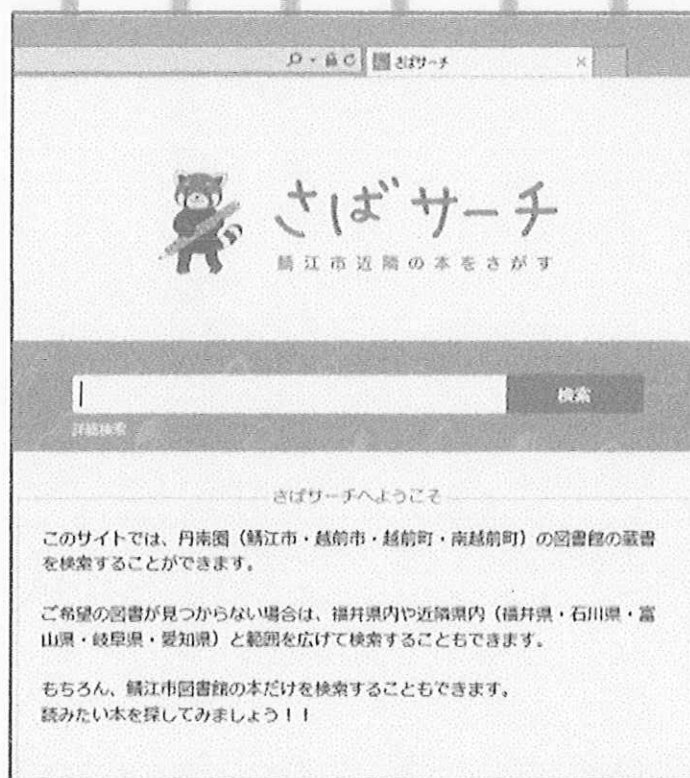 さばサーチ
さばサーチ
鯖江市近隣の本をさがす
検索
詳細検索
さばサーチへようこそ
このサイトでは、丹南圏（鯖江市・越前市・越前町・南越前町）の図書館の蔵書
を検索することができます。
ご希望の図書が見つからない場合は、福井県内や近隣県内（福井県・石川県・富
山県・岐阜県・愛知県）と範囲を広げて検索することもできます。
もちろん、鯖江市図書館の本だけを検索することもできます。
読みたい本を探してみましょう！！